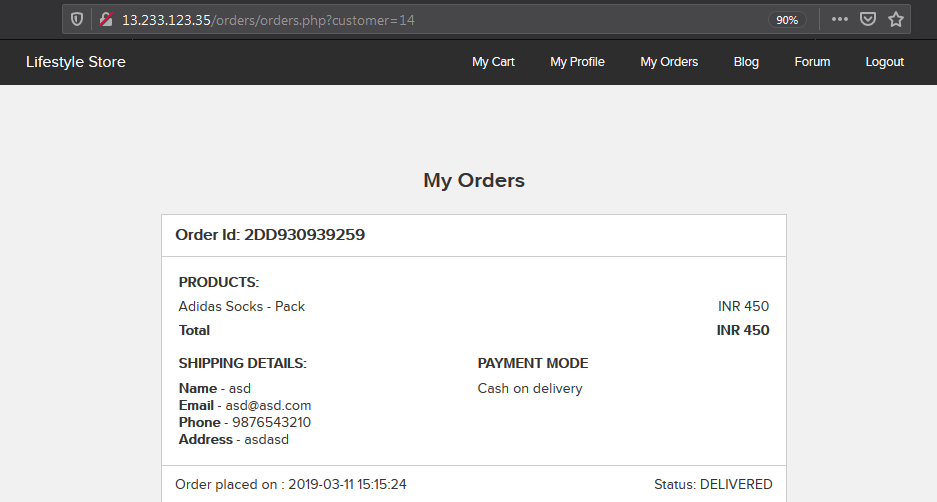 13.233.123.35/orders/orders.php?customer=14 90%
Lifestyle Store My Cart My Profile My Orders Blog Forum Logout
My Orders
Order Id: 2DD930939259
PRODUCTS:
Adidas Socks - Pack INR 450
Total INR 450
SHIPPING DETAILS: PAYMENT MODE
Name - asd Cash on delivery
Email - asd@asd.com
Phone - 9876543210
Address - asdasd
Order placed on : 2019-03-11 15:15:24 Status: DELIVERED